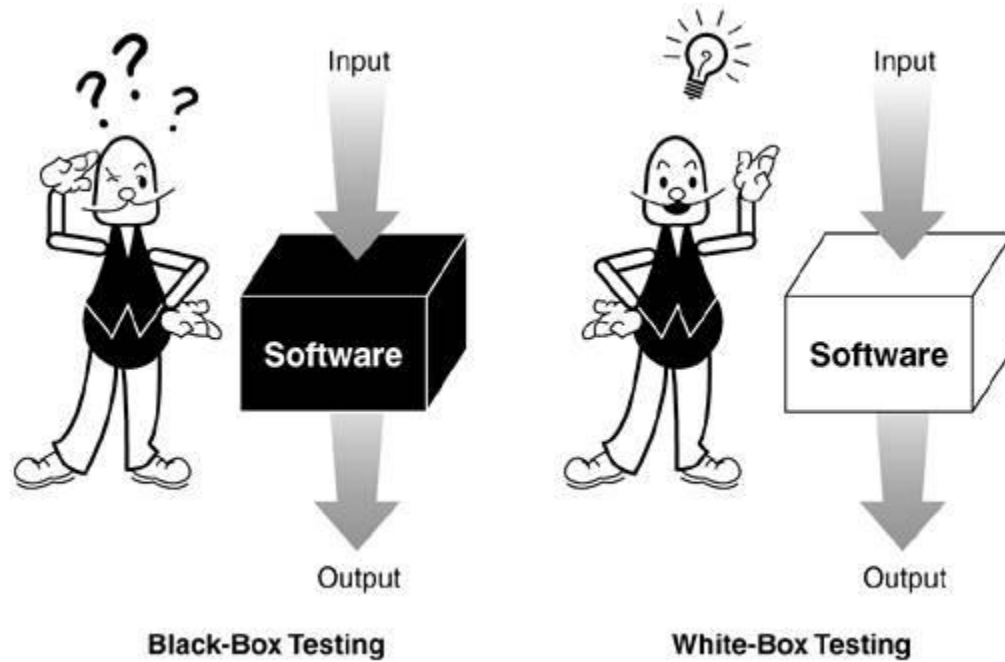 Input
Software
Output
Black-Box Testing
Input
Software
Output
White-Box Testing